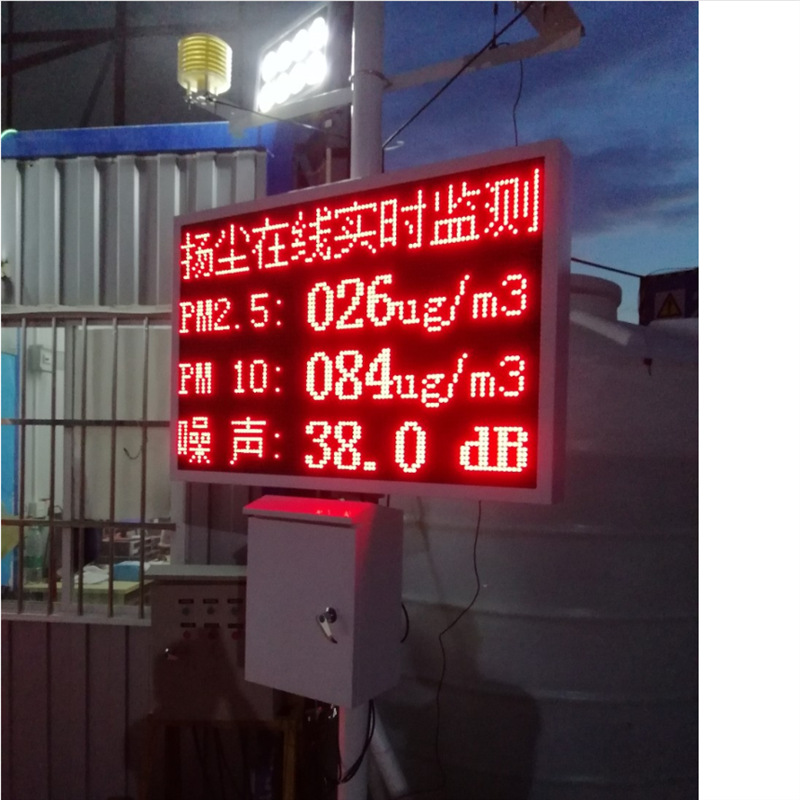 扬尘在线实时监测
PM2.5: 026ug/m3
PM 10: 084ug/m3
噪 声: 38.0 dB